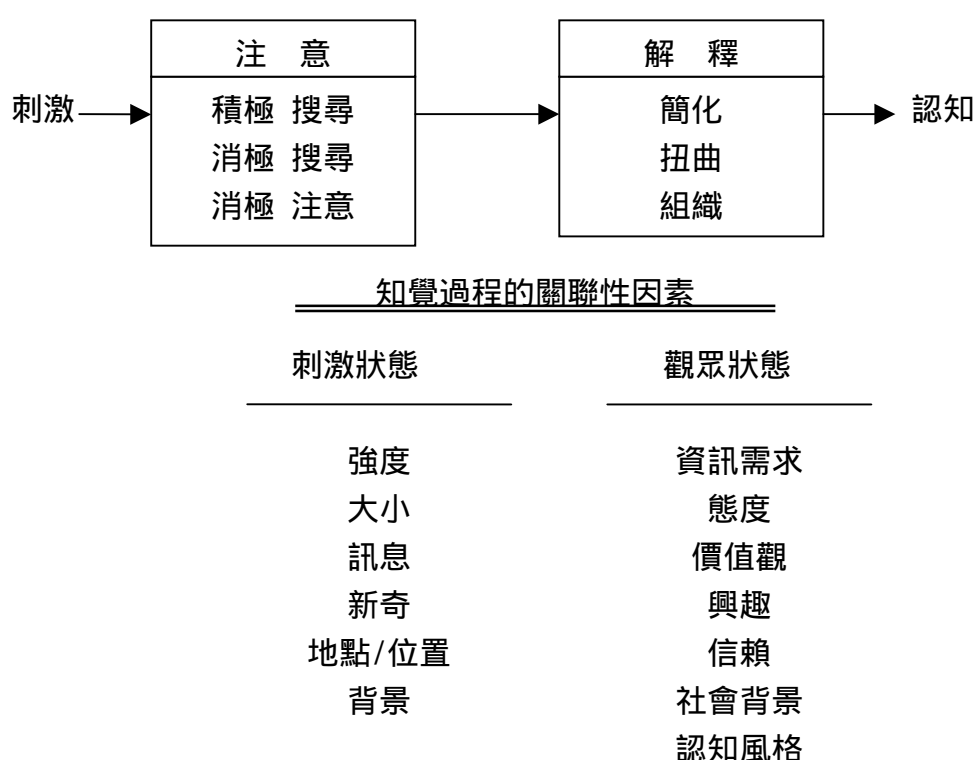 注 意
解 釋
刺激
積極 搜尋
消極 搜尋
消極 注意
簡化
扭曲
組織
認知
知覺過程的關聯性因素
刺激狀態
觀眾狀態
強度
資訊需求
大小
態度
訊息
價值觀
新奇
興趣
地點/位置
信賴
背景
社會背景
認知風格